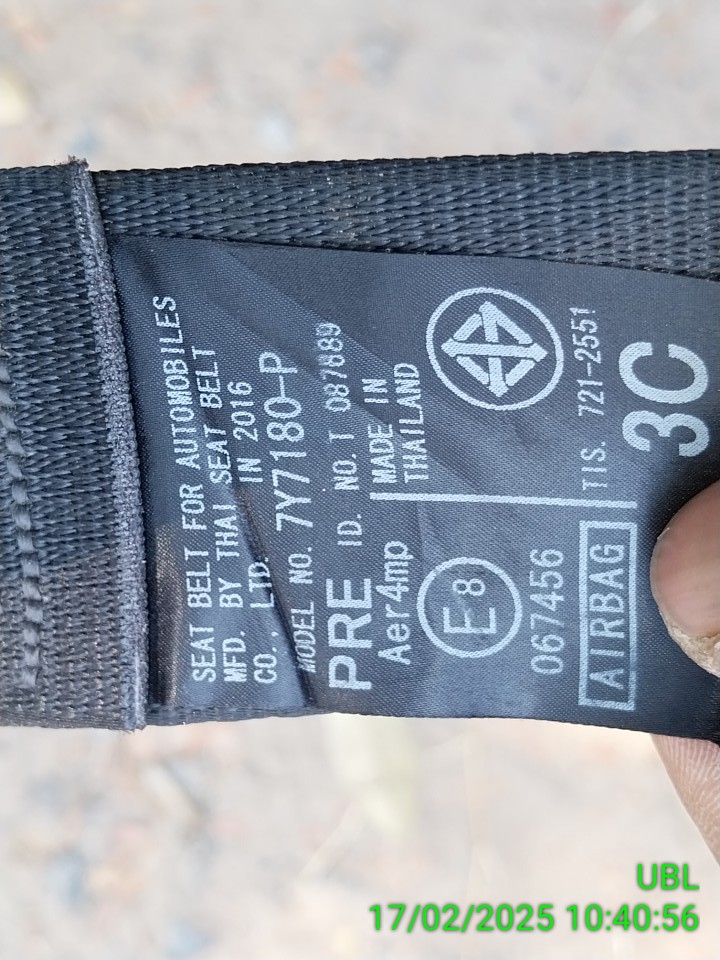 SEAT BELT FOR AUTOMOBILES
MFD. BY THAI SEAT BELT
CO., LTD. IN 2016
MODEL NO. 7Y7180-P
PRE ID. NO.T 087889
Aer4mp
MADE IN
THAILAND
E8
067456
AIRBAG
TIS. 721-2551
3C
UBL
17/02/2025 10:40:56